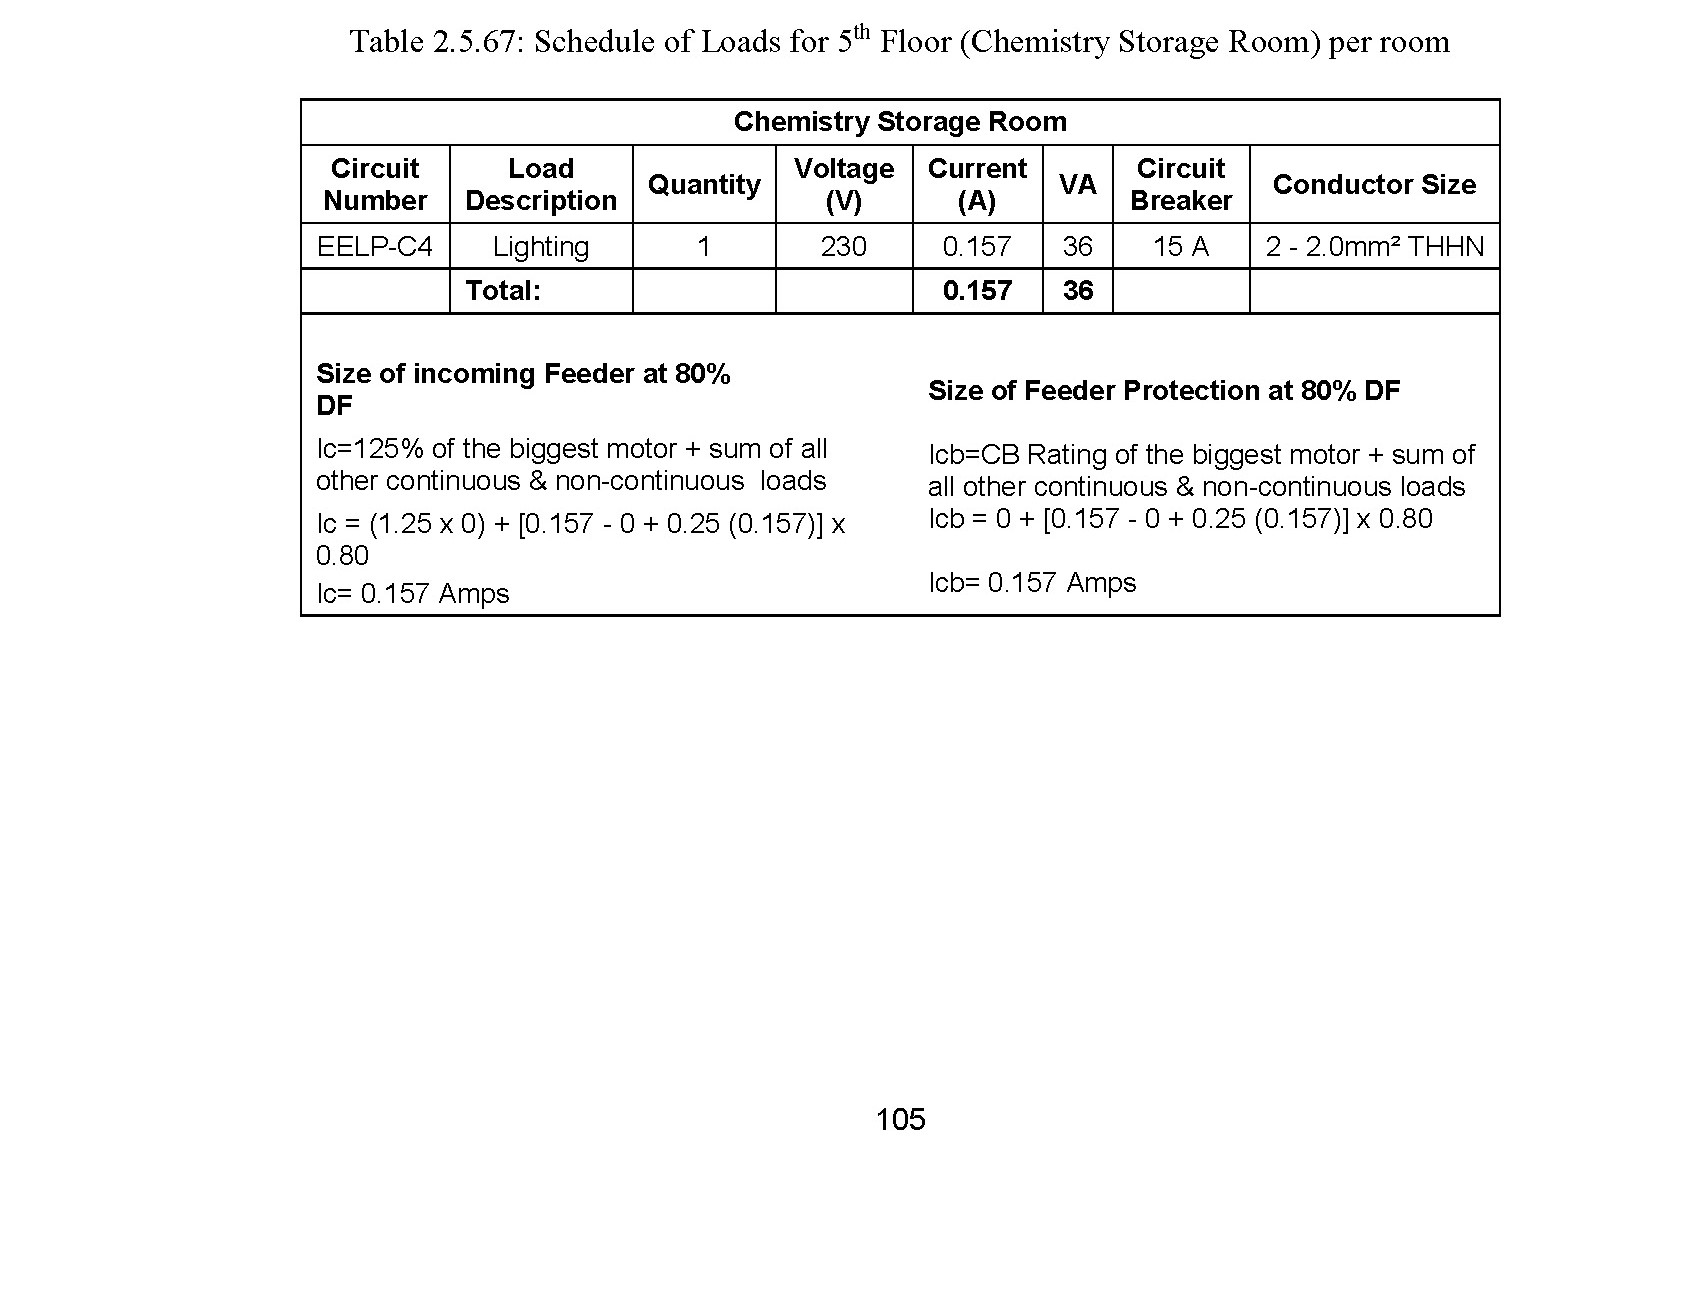 Table 2.5.67: Schedule of Loads for 5th Floor (Chemistry Storage Room) per room
Chemistry Storage Room
Circuit Number Load Description Quantity Voltage (V) Current (A) VA Circuit Breaker Conductor Size
EELP-C4 Lighting 1 230 0.157 36 15 A 2 - 2.0mm² THHN
Total: 0.157 36
Size of incoming Feeder at 80%
DF
Ic=125% of the biggest motor + sum of all
other continuous & non-continuous loads
Ic = (1.25 x 0) + [0.157 - 0 + 0.25 (0.157)] x
0.80
Ic= 0.157 Amps
Size of Feeder Protection at 80% DF
Icb=CB Rating of the biggest motor + sum of
all other continuous & non-continuous loads
Icb = 0 + [0.157 - 0 + 0.25 (0.157)] x 0.80
Icb= 0.157 Amps
105